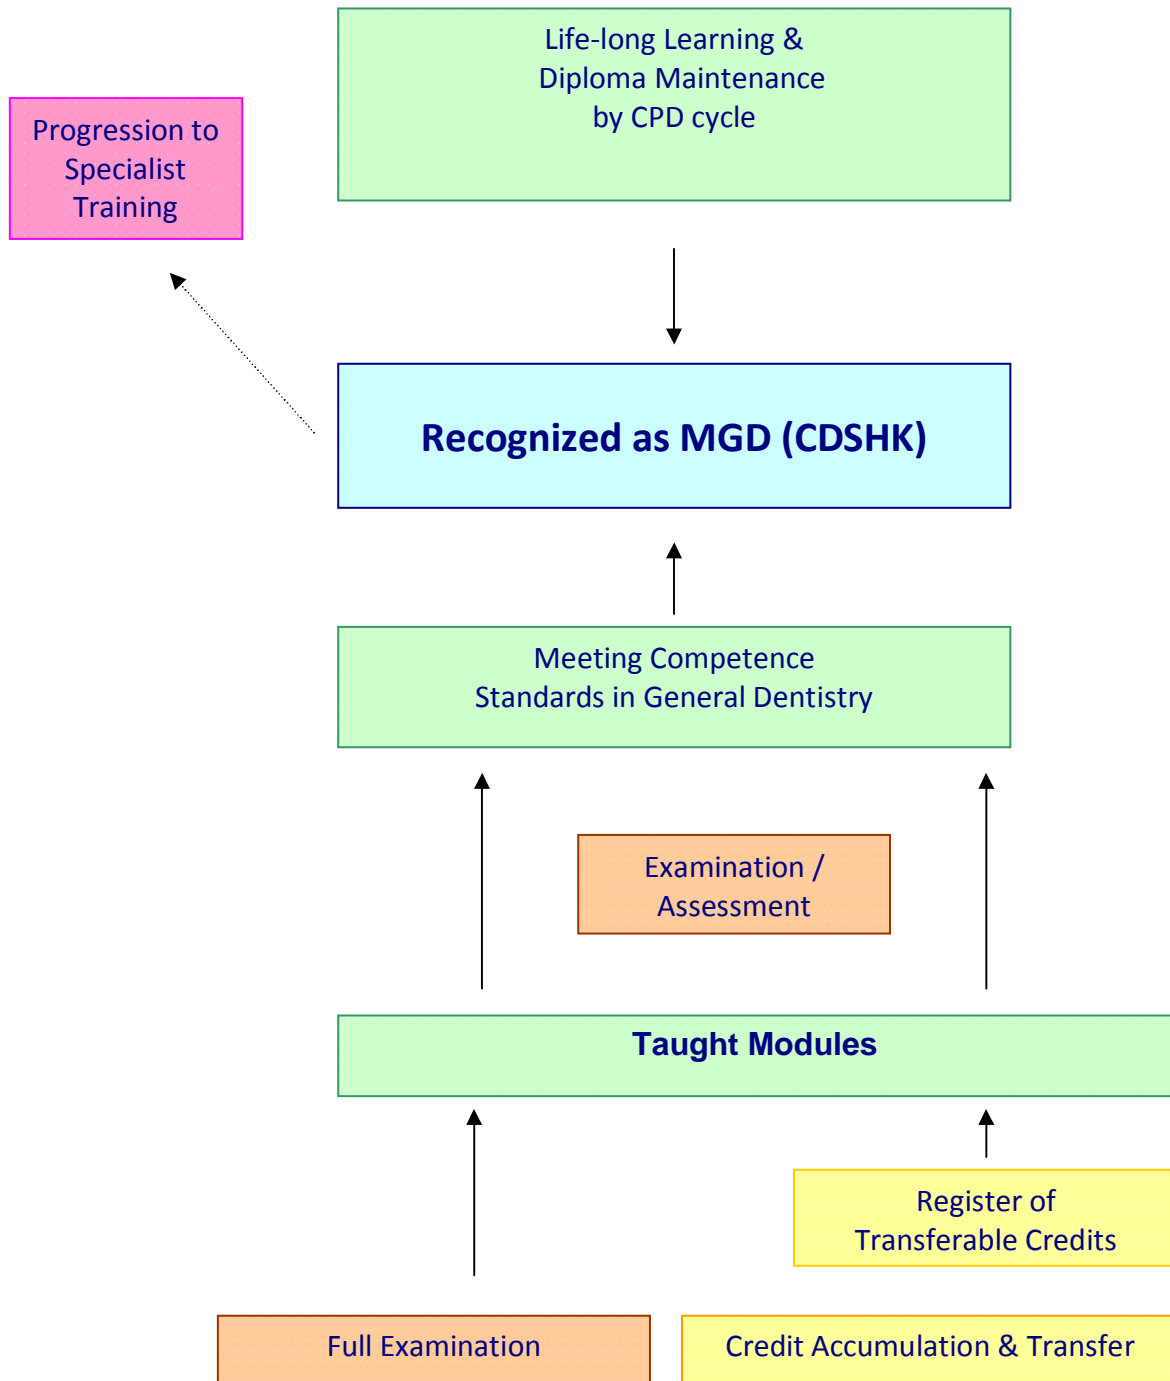 Life-long Learning &
Diploma Maintenance
by CPD cycle
Progression to
Specialist
Training
Recognized as MGD (CDSHK)
Meeting Competence
Standards in General Dentistry
Examination /
Assessment
Taught Modules
Register of
Transferable Credits
Full Examination
Credit Accumulation & Transfer